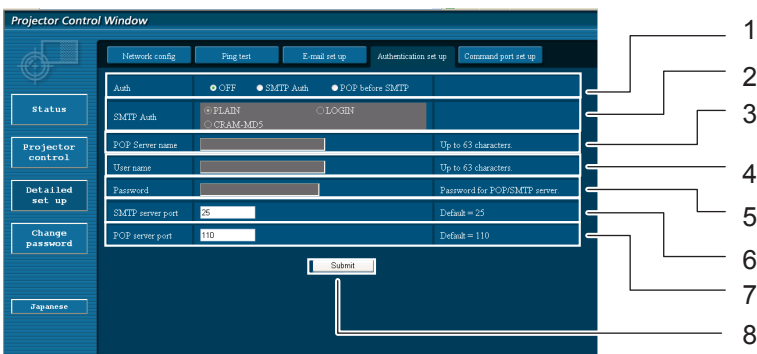 Projector Control Window
Network config Ping test E-mail set up Authentication set up Command port set up
Auth OFF SMTP Auth POP before SMTP
SMTP Auth PLAIN LOGIN
CRAM-MD5
POP Server name Up to 63 characters.
User name Up to 63 characters.
Password Password for POP/SMTP server.
SMTP server port 25 Default = 25
POP server port 110 Default = 110
Submit
Status
Projector
control
Detailed
set up
Change
password
Japanese
1
2
3
4
5
6
7
8